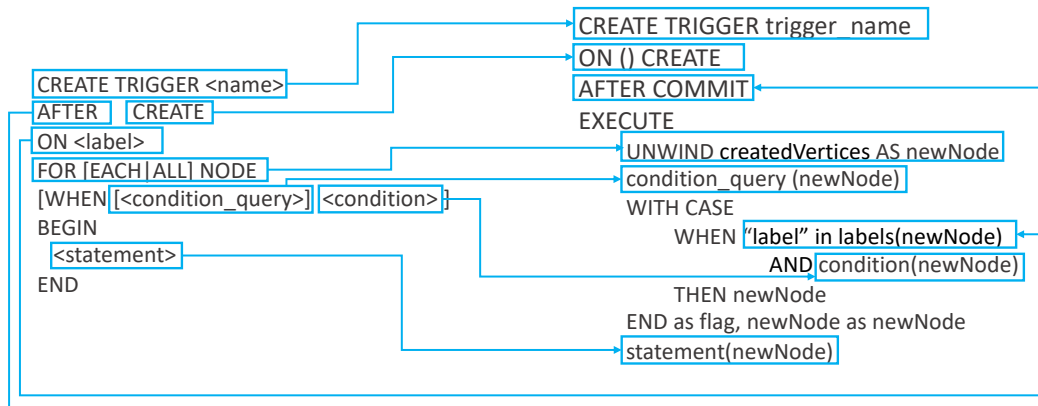 CREATE TRIGGER <name>
AFTER CREATE
ON <label>
FOR [EACH|ALL] NODE
[WHEN [<condition_query>] <condition> ]
BEGIN
<statement>
END
CREATE TRIGGER trigger_name
ON () CREATE
AFTER COMMIT
EXECUTE
UNWIND createdVertices AS newNode
condition_query (newNode)
WITH CASE
WHEN “label” in labels(newNode)
AND condition(newNode)
THEN newNode
END as flag, newNode as newNode
statement(newNode)